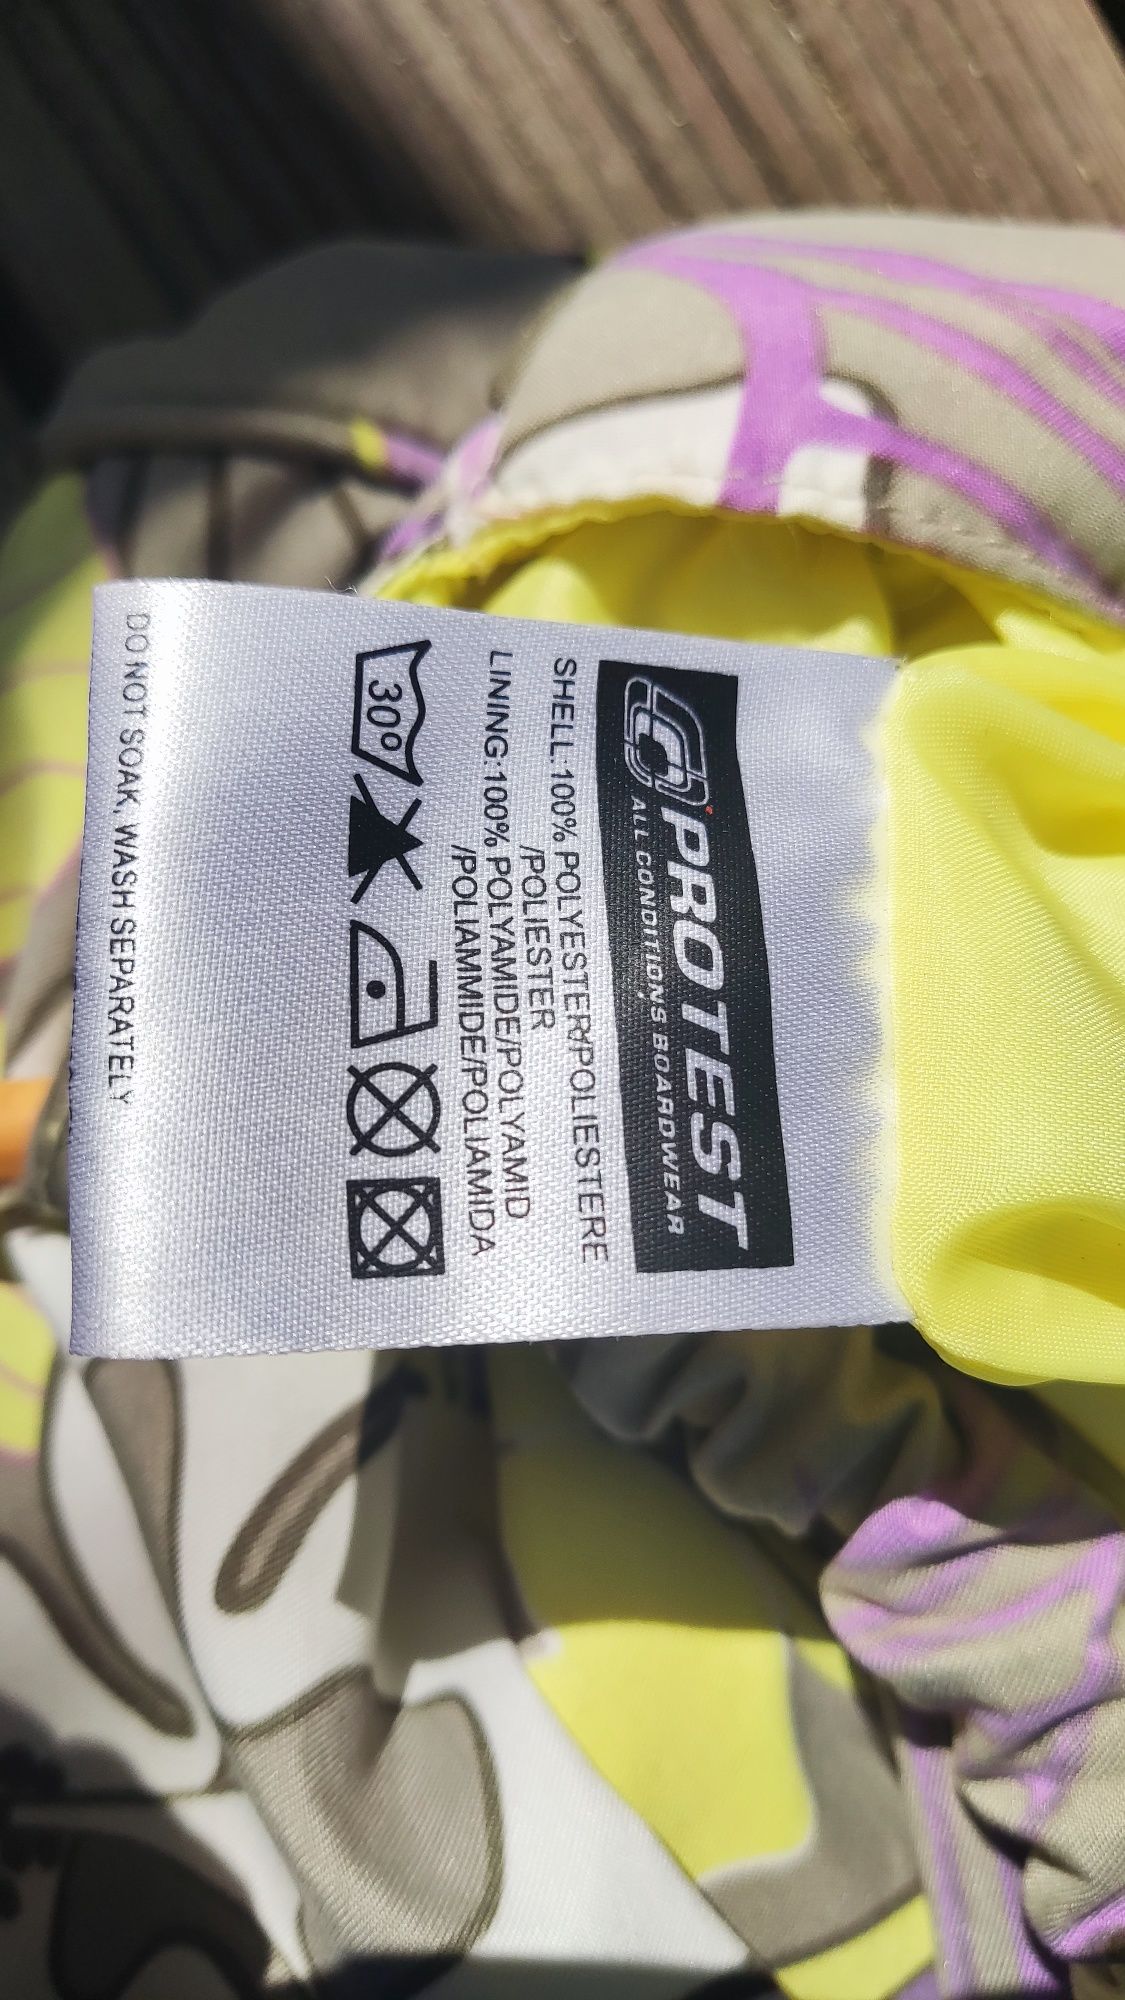 PROTEST
ALL CONDITIONS BOARDWEAR
SHELL:100% POLYESTER/POLIESTERE
/POLIESTER
LINING:100% POLYAMIDE/POLYAMID
/POLIAMMIDE/POLIAMIDA
30°
DO NOT SOAK, WASH SEPARATELY